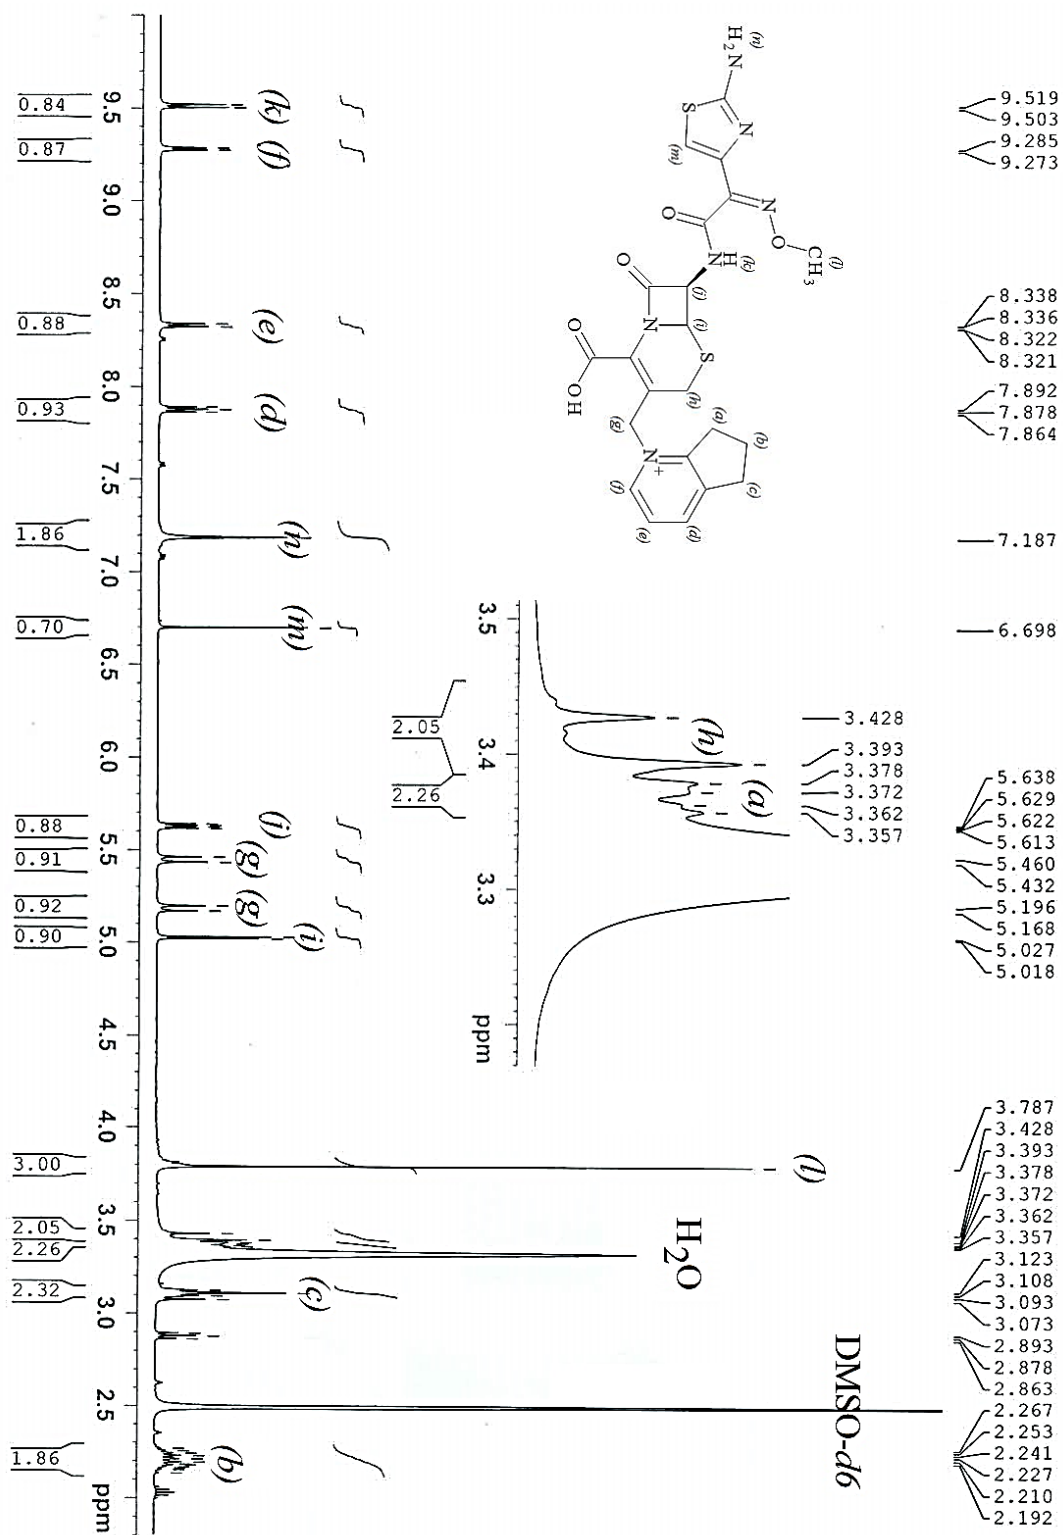 9.519
9.503
9.285
9.273
8.338
8.336
8.322
8.321
7.892
7.878
7.864
7.187
6.698
5.638
5.629
5.622
5.613
5.460
5.432
5.196
5.168
5.027
5.018
3.787
3.428
3.393
3.378
3.372
3.362
3.357
3.123
3.108
3.093
3.073
2.893
2.878
2.863
2.267
2.253
2.241
2.227
2.210
2.192
(n)
H2N
S
N
(m)
N
O
CH3
(l)
O
N
H
(k)
O
(j)
(i)
N
S
O
OH
(h)
(g)
N+
(a)
(b)
(c)
(d)
(e)
(f)
3.428
3.393
3.378
3.372
3.362
3.357
(h)
(a)
3.5
3.4
3.3
ppm
2.05
2.26
DMSO-d6
H2O
(k)
(f)
(e)
(d)
(n)
(m)
(j)
(g)
(g)
(i)
(l)
(c)
(b)
9.5
9.0
8.5
8.0
7.5
7.0
6.5
6.0
5.5
5.0
4.5
4.0
3.5
3.0
2.5
ppm
0.84
0.87
0.88
0.93
1.86
0.70
0.88
0.91
0.92
0.90
3.00
2.05
2.26
2.32
1.86